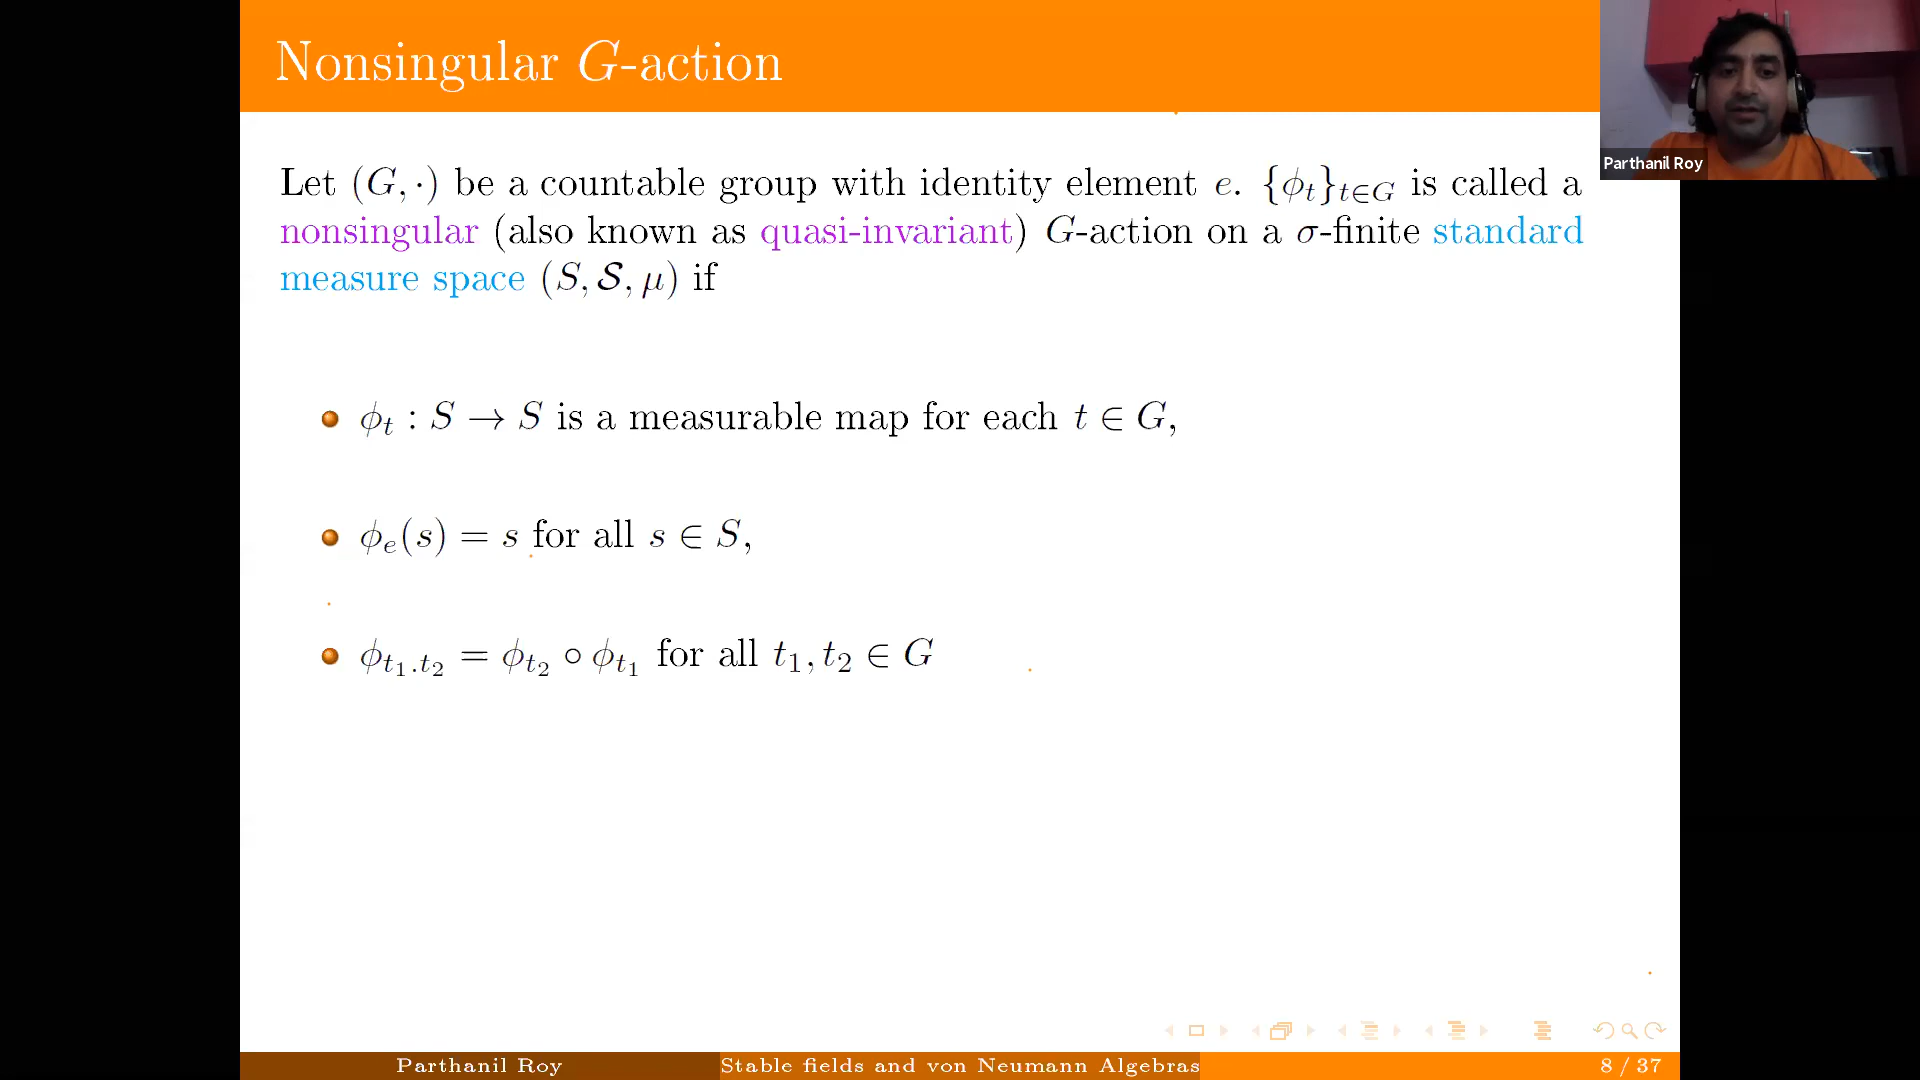 Nonsingular G-action
Parthanil Roy
Let (G, ·) be a countable group with identity element e. {ϕ_t}_{t∈G} is called a
nonsingular (also known as quasi-invariant) G-action on a σ-finite standard
measure space (S, 𝒮, μ) if
ϕ_t : S → S is a measurable map for each t ∈ G,
ϕ_e(s) = s for all s ∈ S,
ϕ_{t_1.t_2} = ϕ_{t_2} ∘ ϕ_{t_1} for all t_1, t_2 ∈ G
Parthanil Roy
Stable fields and von Neumann Algebras
8 / 37